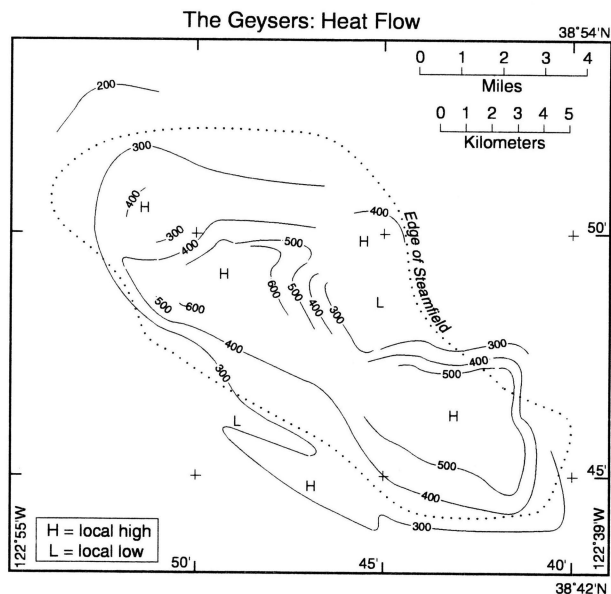 The Geysers: Heat Flow
38°54'N
0 1 2 3 4
Miles
0 1 2 3 4 5
Kilometers
200
300
400
H
300
400
500
H
400
Edge of Steamfield
50'
H
600
500
400
300
L
500
600
400
300
300
400
500
H
L
500
400
H
300
45'
H = local high
L = local low
122°55'W
50'
45'
40'
122°39'W
38°42'N